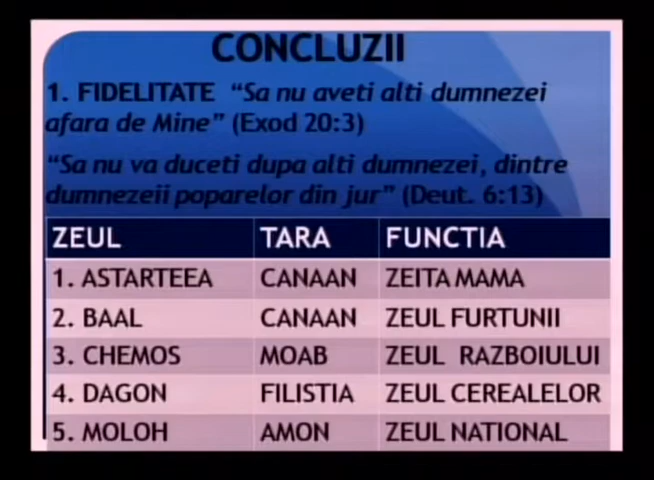 CONCLUZII
1. FIDELITATE “Sa nu aveti alti dumnezei
afara de Mine” (Exod 20:3)
“Sa nu va duceti dupa alti dumnezei, dintre
dumnezeii poparelor din jur” (Deut. 6:13)
ZEUL TARA FUNCTIA
1. ASTARTEEA CANAAN ZEITA MAMA
2. BAAL CANAAN ZEUL FURTUNII
3. CHEMOS MOAB ZEUL RAZBOIULUI
4. DAGON FILISTIA ZEUL CEREALELOR
5. MOLOH AMON ZEUL NATIONAL